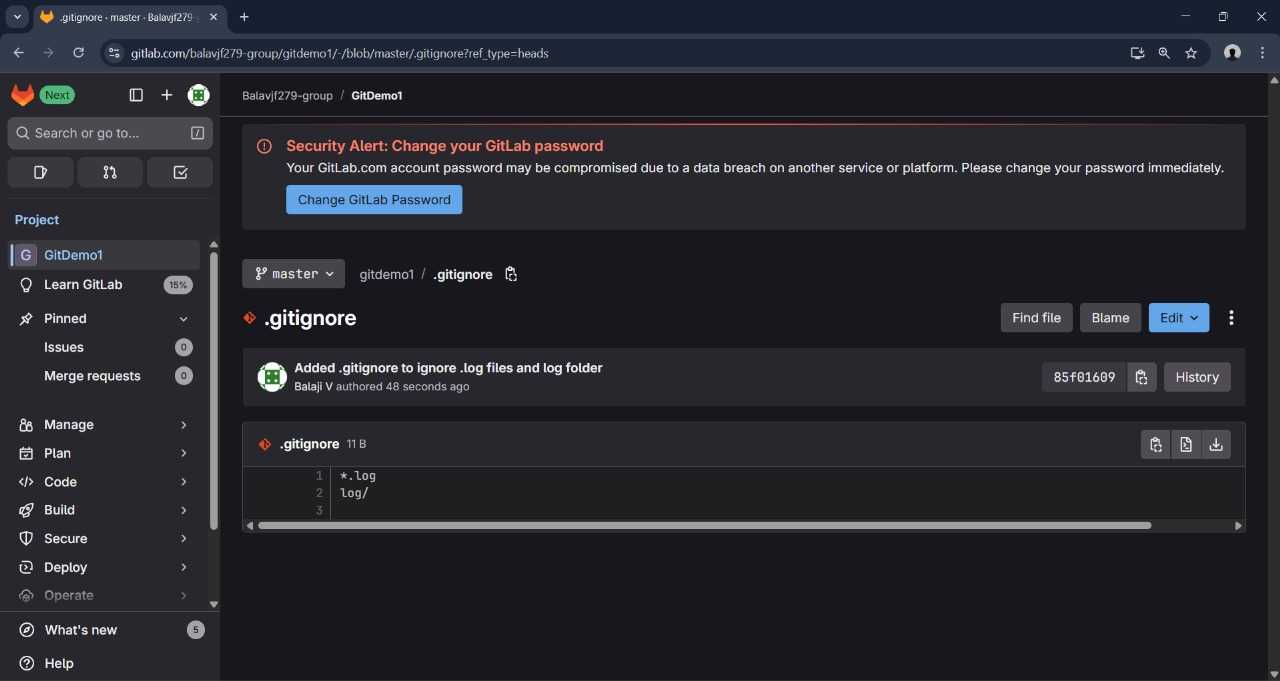 .gitignore · master · Balavjf279-
gitlab.com/balavjf279-group/gitdemo1/-/blob/master/.gitignore?ref_type=heads
Next
Search or go to... /
Project
G GitDemo1
Learn GitLab 15%
Pinned
Issues 0
Merge requests 0
Manage
Plan
Code
Build
Secure
Deploy
Operate
What's new 5
Help
Balavjf279-group / GitDemo1
Security Alert: Change your GitLab password
Your GitLab.com account password may be compromised due to a data breach on another service or platform. Please change your password immediately.
Change GitLab Password
master gitdemo1 / .gitignore
.gitignore Find file Blame Edit
Added .gitignore to ignore .log files and log folder
Balaji V authored 48 seconds ago
85f01609 History
.gitignore 11 B
1 *.log
2 log/
3